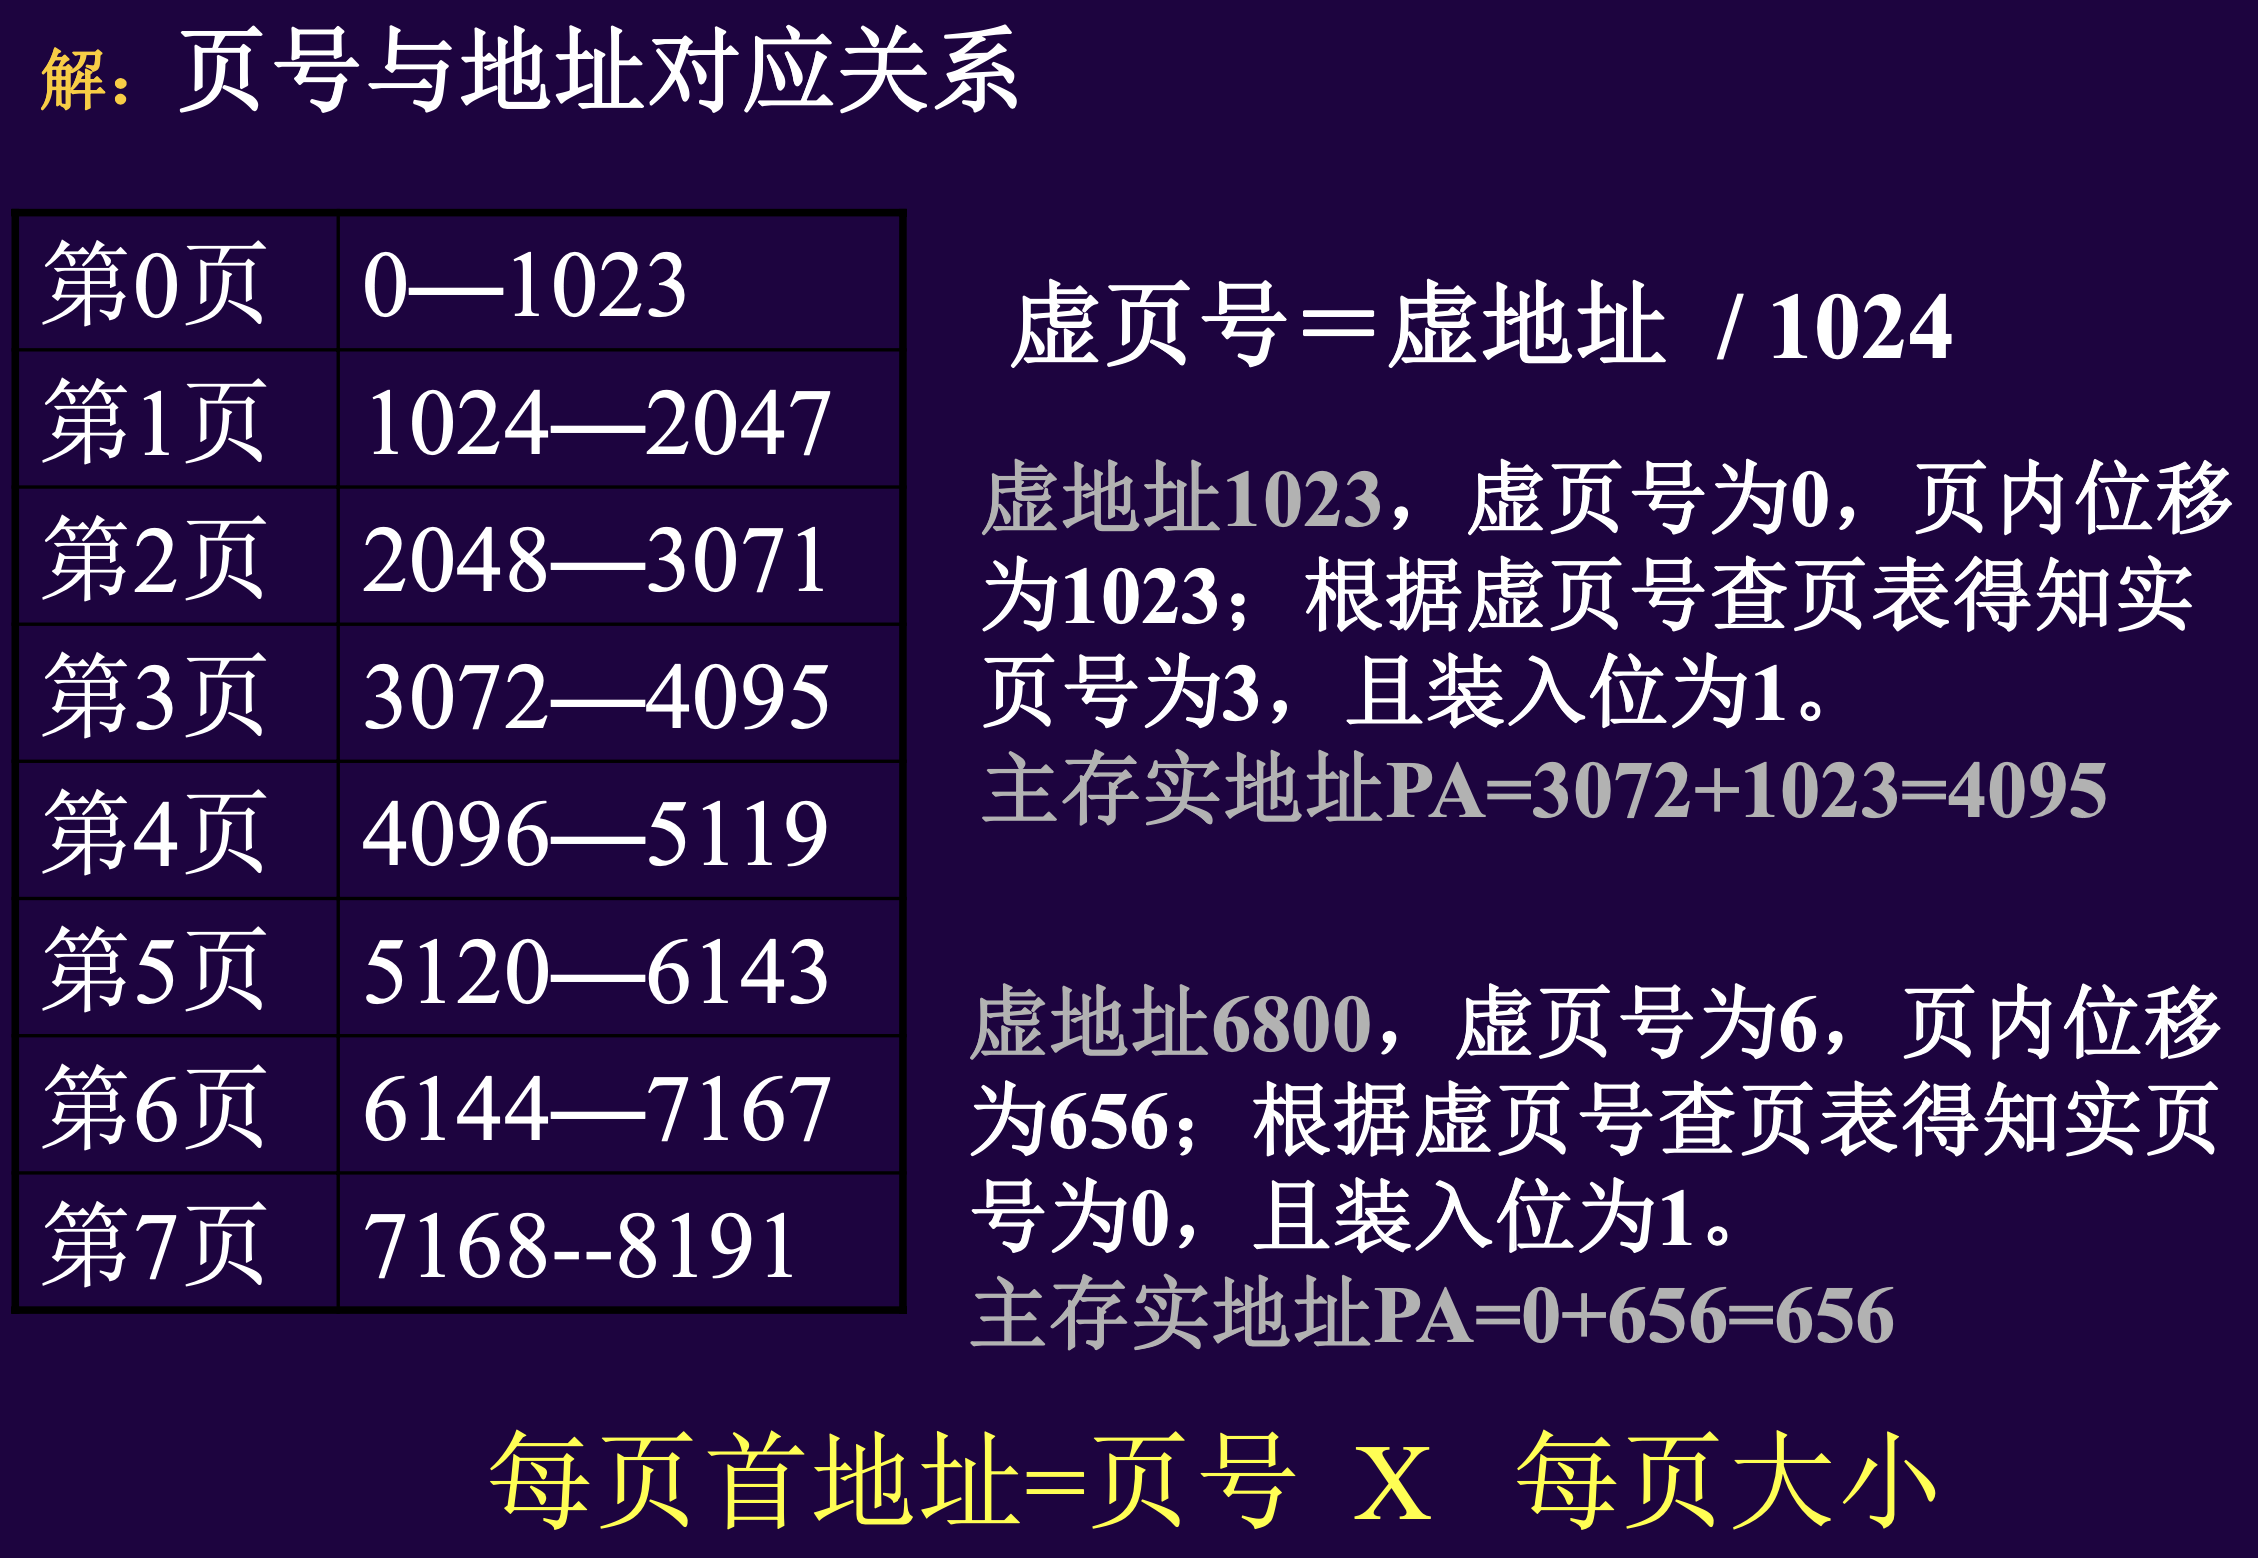 解：页号与地址对应关系
第0页 0—1023
第1页 1024—2047
第2页 2048—3071
第3页 3072—4095
第4页 4096—5119
第5页 5120—6143
第6页 6144—7167
第7页 7168--8191
虚页号＝虚地址 / 1024
虚地址1023，虚页号为0，页内位移
为1023；根据虚页号查页表得知实
页号为3，且装入位为1。
主存实地址PA=3072+1023=4095
虚地址6800，虚页号为6，页内位移
为656；根据虚页号查页表得知实页
号为0，且装入位为1。
主存实地址PA=0+656=656
每页首地址=页号 X 每页大小